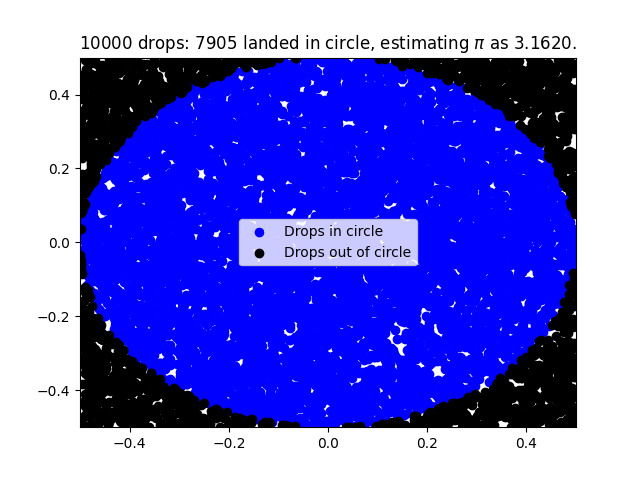 10000 drops: 7905 landed in circle, estimating π as 3.1620.
0.4
0.2
0.0
−0.2
−0.4
Drops in circle
Drops out of circle
−0.4 −0.2 0.0 0.2 0.4